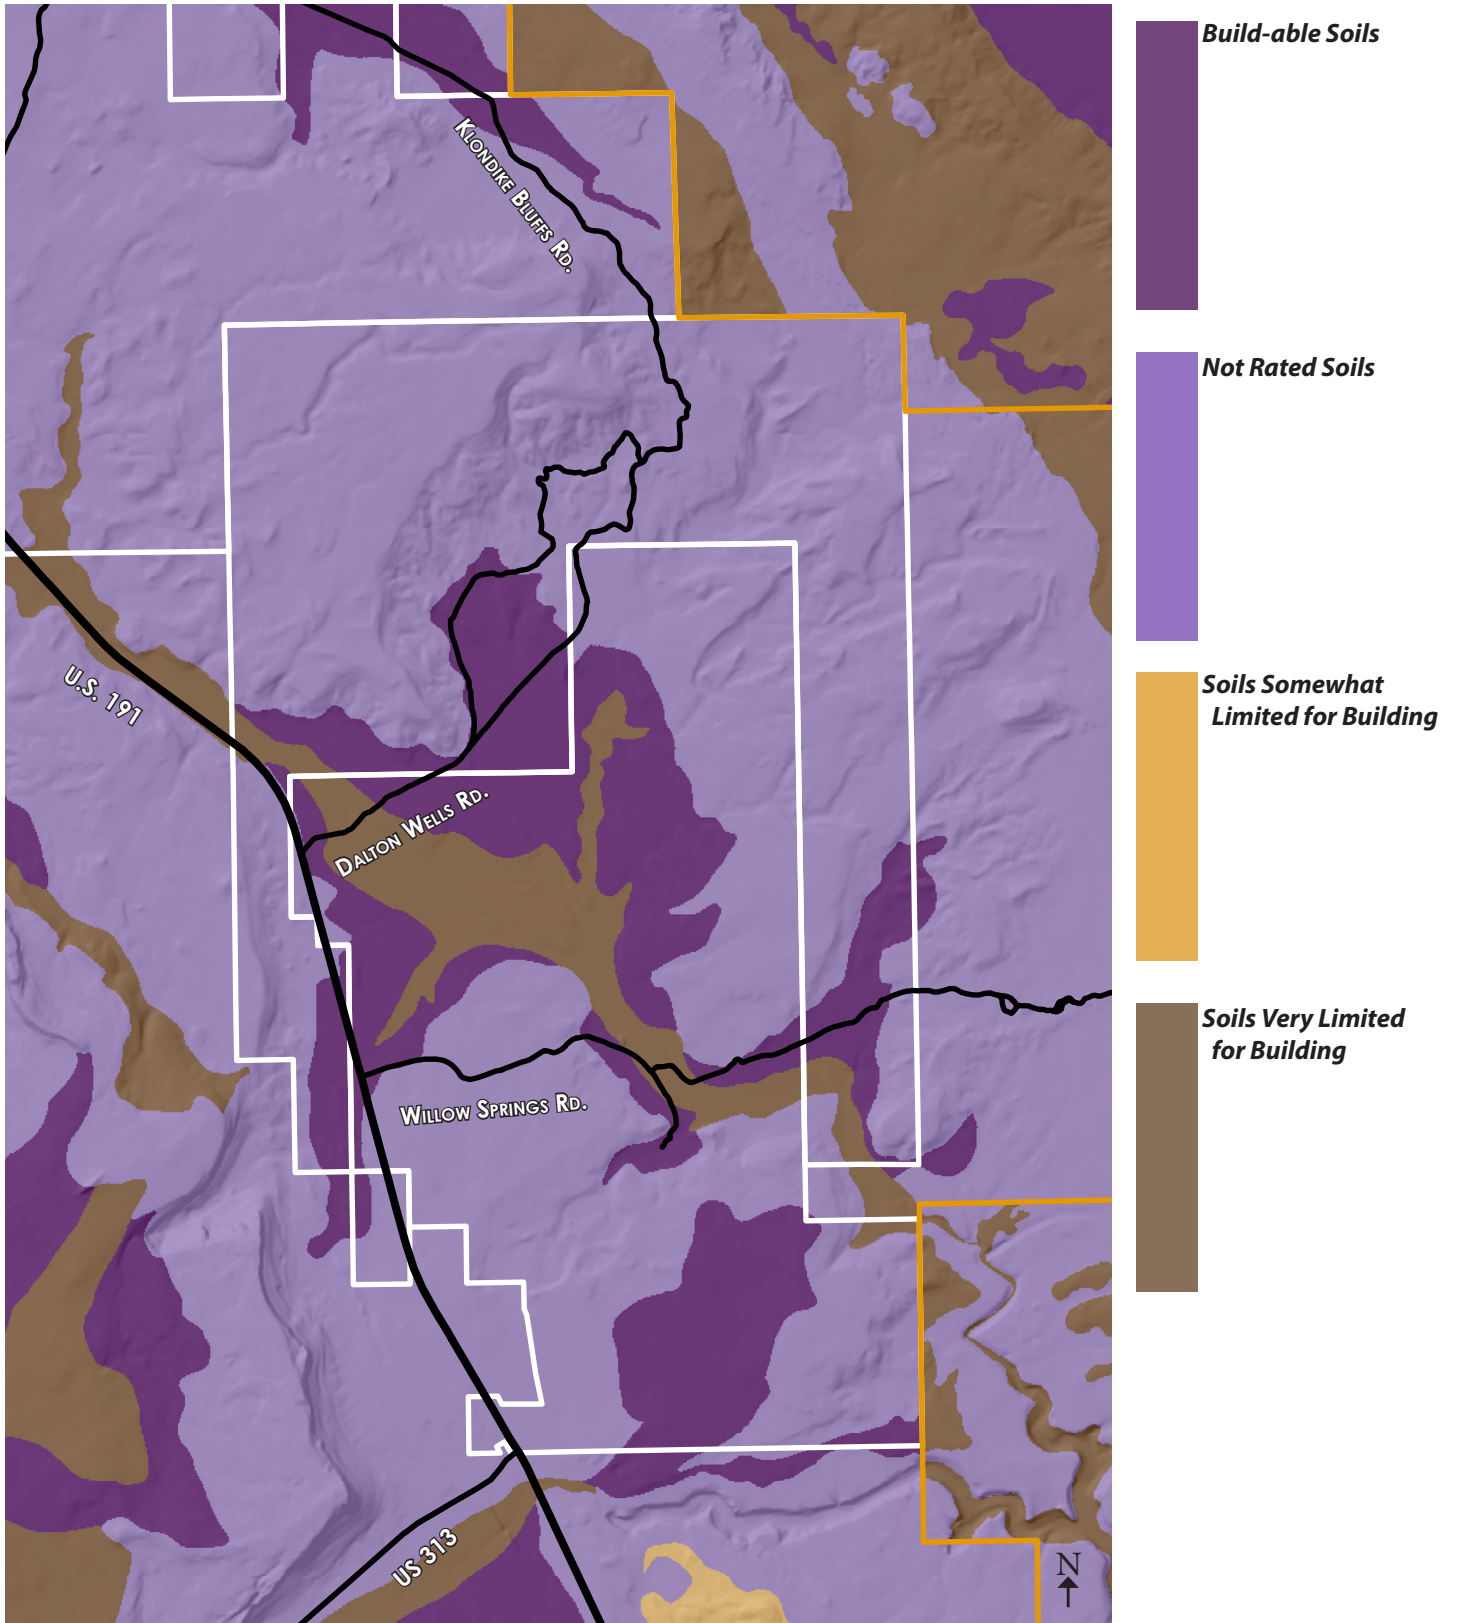 Build-able Soils
Klondike Bluffs Rd.
Not Rated Soils
U.S. 191
Soils Somewhat
Limited for Building
Dalton Wells Rd.
Soils Very Limited
for Building
Willow Springs Rd.
US 313
N